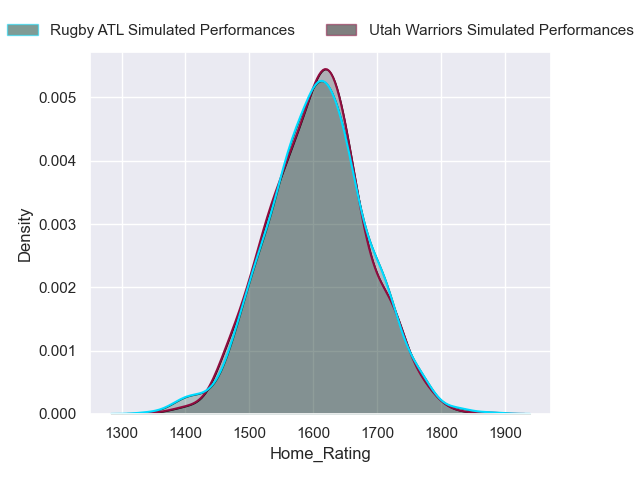 Rugby ATL Simulated Performances Utah Warriors Simulated Performances
0.005
0.004
0.003
0.002
0.001
0.000
Density
1300 1400 1500 1600 1700 1800 1900
Home_Rating